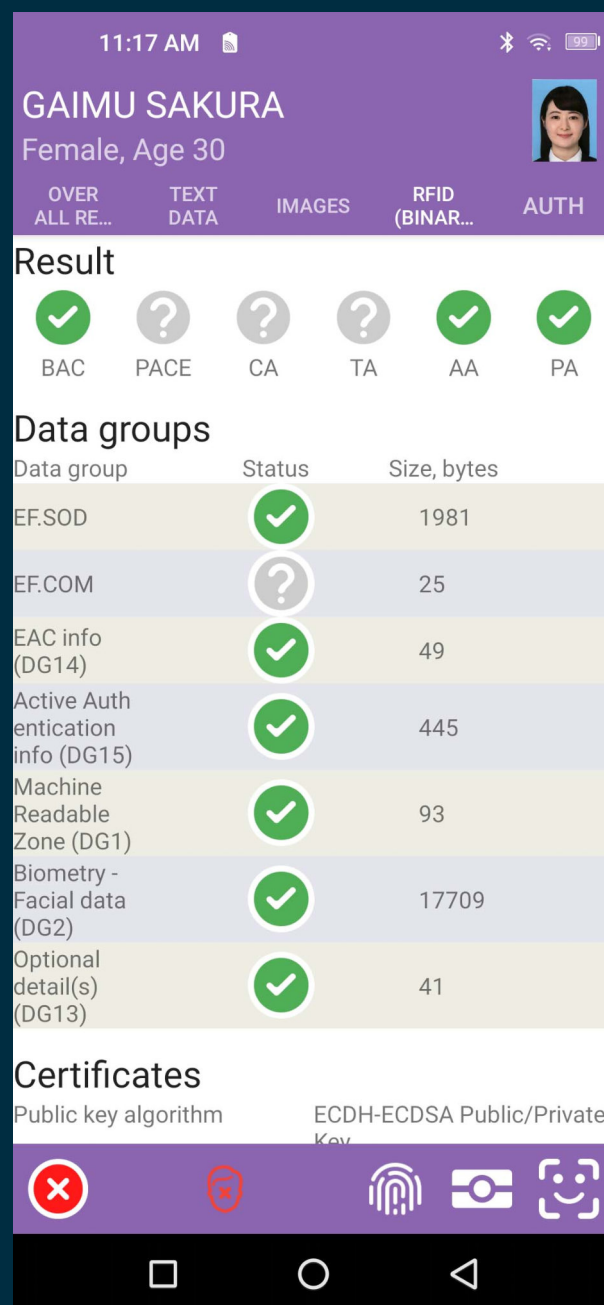 11:17 AM
99
GAIMU SAKURA
Female, Age 30
OVER ALL RE...
TEXT DATA
IMAGES
RFID (BINAR...
AUTH
Result
BAC PACE CA TA AA PA
Data groups
Data group Status Size, bytes
EF.SOD 1981
EF.COM 25
EAC info
(DG14)
49
Active Auth
entication
info (DG15)
445
Machine
Readable
Zone (DG1)
93
Biometry -
Facial data
(DG2)
17709
Optional
detail(s)
(DG13)
41
Certificates
Public key algorithm ECDH-ECDSA Public/Private
Key